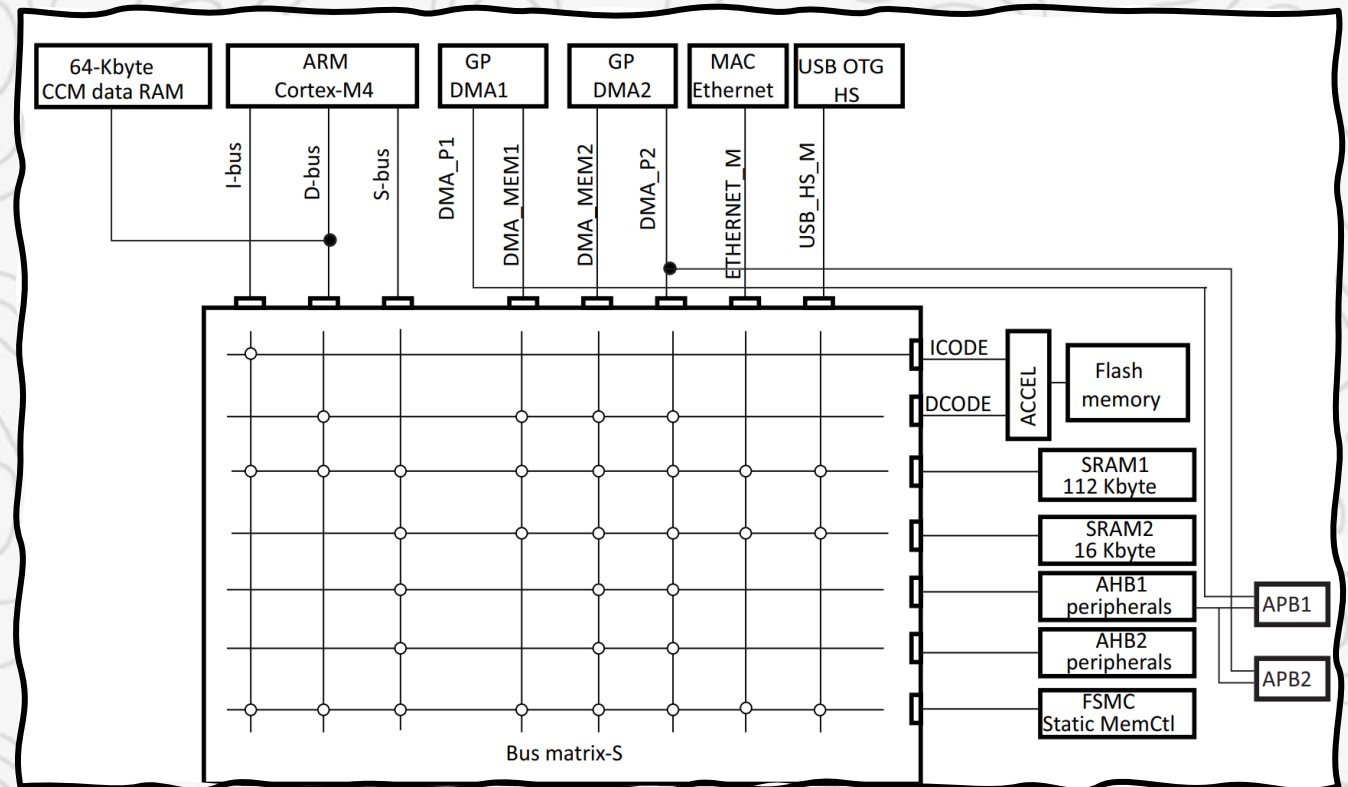 64-Kbyte
CCM data RAM
ARM
Cortex-M4
GP
DMA1
GP
DMA2
MAC
Ethernet
USB OTG
HS
I-bus
D-bus
S-bus
DMA_P1
DMA_MEM1
DMA_MEM2
DMA_P2
ETHERNET_M
USB_HS_M
ICODE
DCODE
ACCEL
Flash
memory
SRAM1
112 Kbyte
SRAM2
16 Kbyte
AHB1
peripherals
APB1
AHB2
peripherals
APB2
FSMC
Static MemCtl
Bus matrix-S